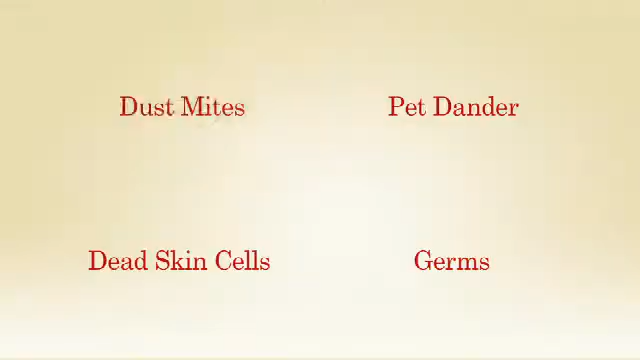 Dust Mites
Pet Dander
Dead Skin Cells
Germs